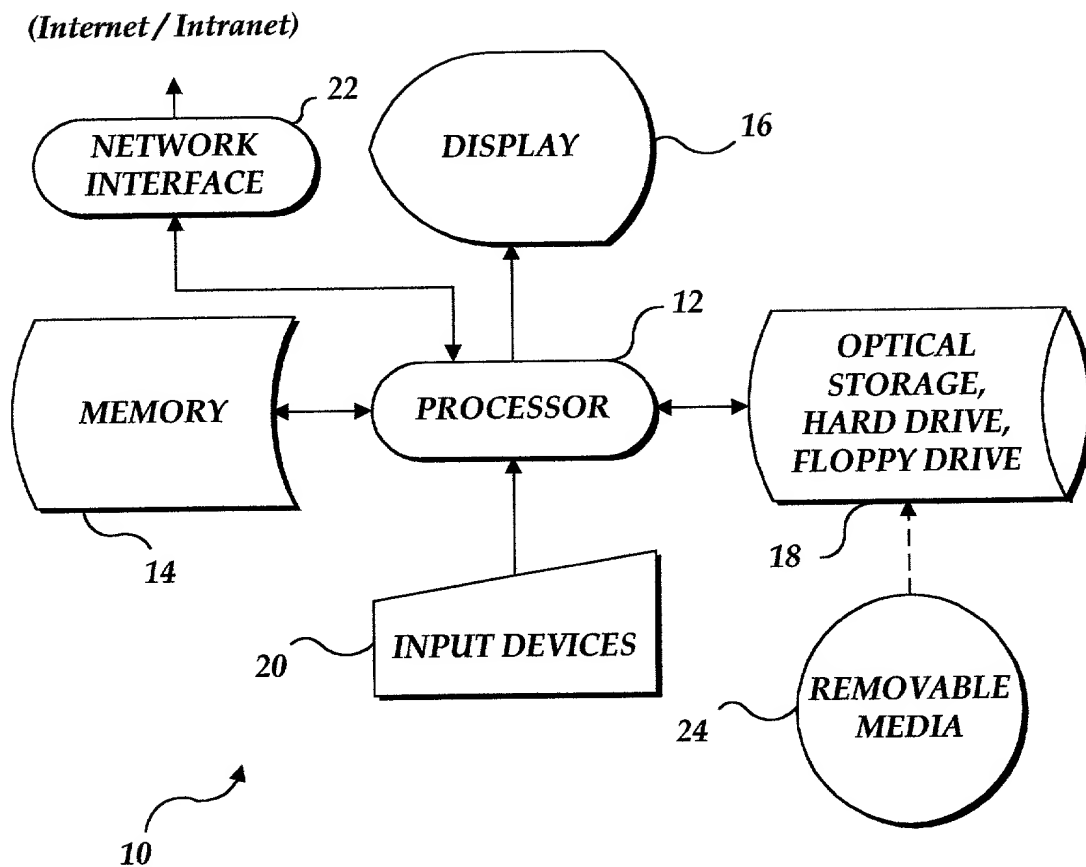 (Internet / Intranet)
22
NETWORK
INTERFACE
DISPLAY
16
12
MEMORY
PROCESSOR
OPTICAL
STORAGE,
HARD DRIVE,
FLOPPY DRIVE
14
18
20
INPUT DEVICES
24
REMOVABLE
MEDIA
10